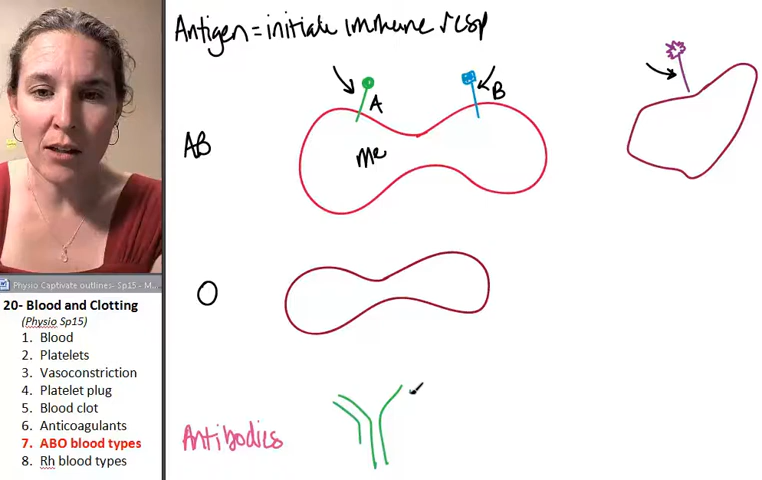 Antigen = initiate immune resp
A
B
AB
me
O
Antibodies
Physio Captivate outlines- Sp15 - M...
20- Blood and Clotting
(Physio Sp15)
1. Blood
2. Platelets
3. Vasoconstriction
4. Platelet plug
5. Blood clot
6. Anticoagulants
7. ABO blood types
8. Rh blood types